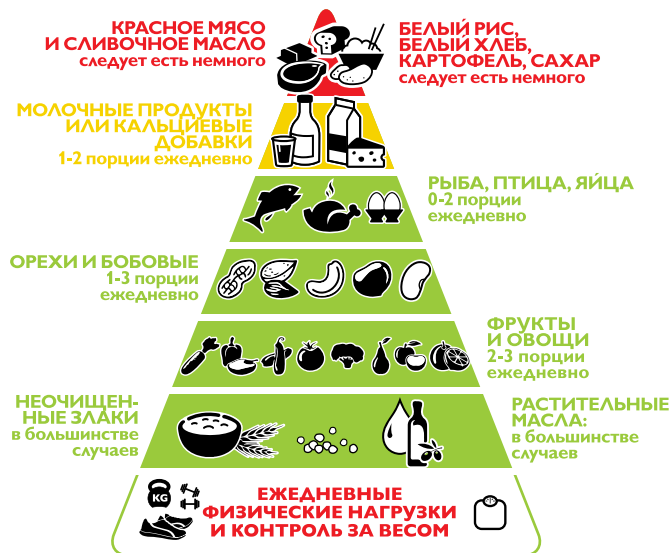 КРАСНОЕ МЯСО
И СЛИВОЧНОЕ МАСЛО
следует есть немного
БЕЛЫЙ РИС,
БЕЛЫЙ ХЛЕБ,
КАРТОФЕЛЬ, САХАР
следует есть немного
МОЛОЧНЫЕ ПРОДУКТЫ
ИЛИ КАЛЬЦИЕВЫЕ
ДОБАВКИ
1-2 порции ежедневно
РЫБА, ПТИЦА, ЯЙЦА
0-2 порции
ежедневно
ОРЕХИ И БОБОВЫЕ
1-3 порции
ежедневно
ФРУКТЫ
И ОВОЩИ
2-3 порции
ежедневно
НЕОЧИЩЕН-
НЫЕ ЗЛАКИ
в большинстве
случаев
РАСТИТЕЛЬНЫЕ
МАСЛА:
в большинстве
случаев
KG
ЕЖЕДНЕВНЫЕ
ФИЗИЧЕСКИЕ НАГРУЗКИ
И КОНТРОЛЬ ЗА ВЕСОМ